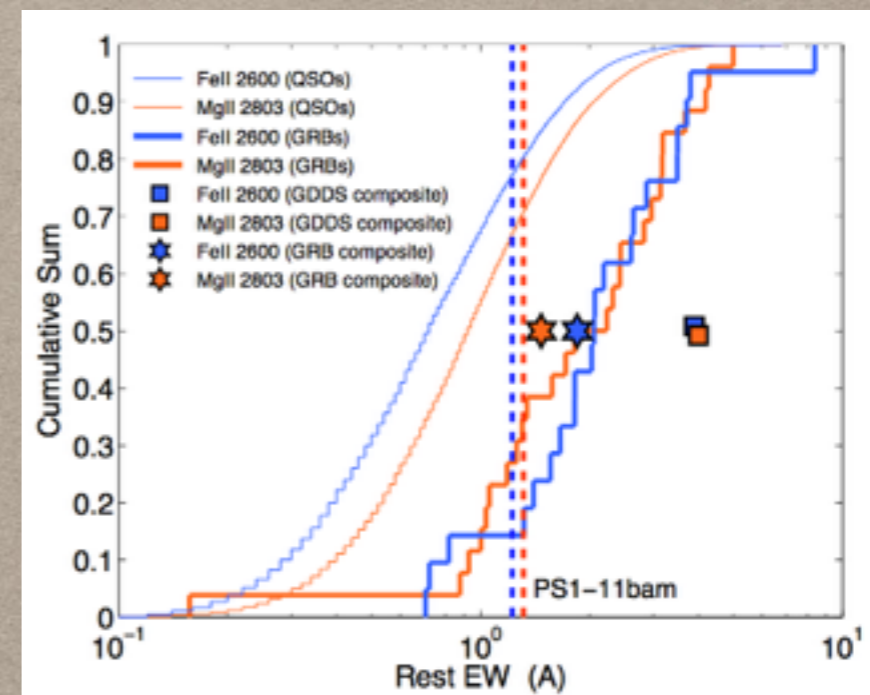 1
0.9
0.8
0.7
0.6
0.5
0.4
0.3
0.2
0.1
0
Cumulative Sum
FeII 2600 (QSOs)
MgII 2803 (QSOs)
FeII 2600 (GRBs)
MgII 2803 (GRBs)
FeII 2600 (GDDS composite)
MgII 2803 (GDDS composite)
FeII 2600 (GRB composite)
MgII 2803 (GRB composite)
PS1-11bam
10⁻¹
10⁰
10¹
Rest EW (A)